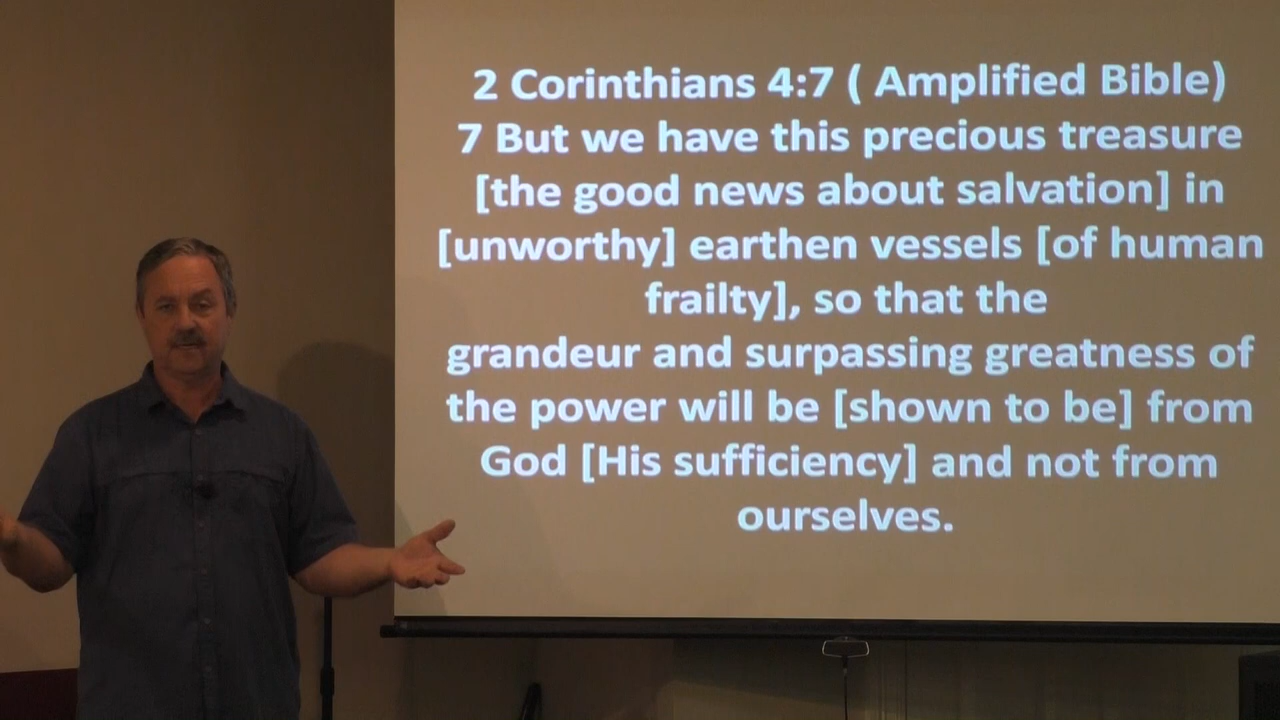 2 Corinthians 4:7 ( Amplified Bible)
7 But we have this precious treasure
[the good news about salvation] in
[unworthy] earthen vessels [of human
frailty], so that the
grandeur and surpassing greatness of
the power will be [shown to be] from
God [His sufficiency] and not from
ourselves.